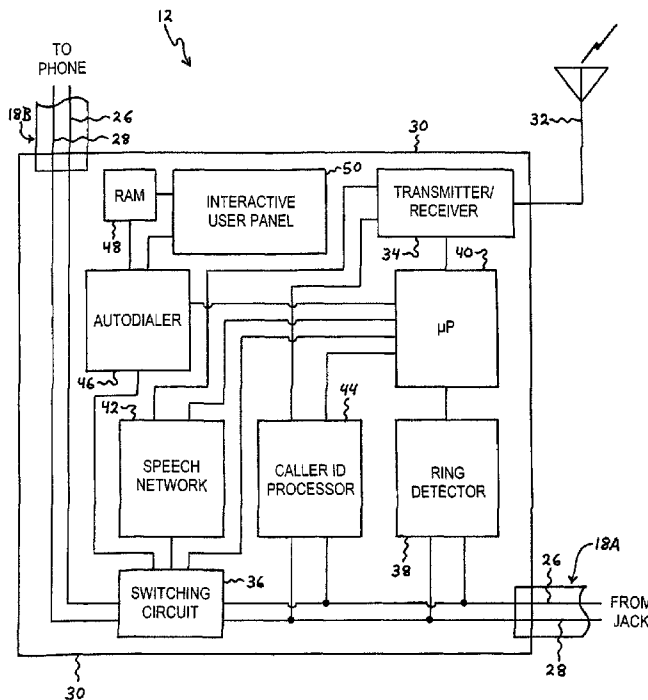 12
TO
PHONE
18B
26
28
30
32
50
RAM
INTERACTIVE
USER PANEL
TRANSMITTER/
RECEIVER
48
34
40
AUTODIALER
μP
46
42
44
SPEECH
NETWORK
CALLER ID
PROCESSOR
RING
DETECTOR
36
38
18A
SWITCHING
CIRCUIT
26
FROM
JACK
28
30